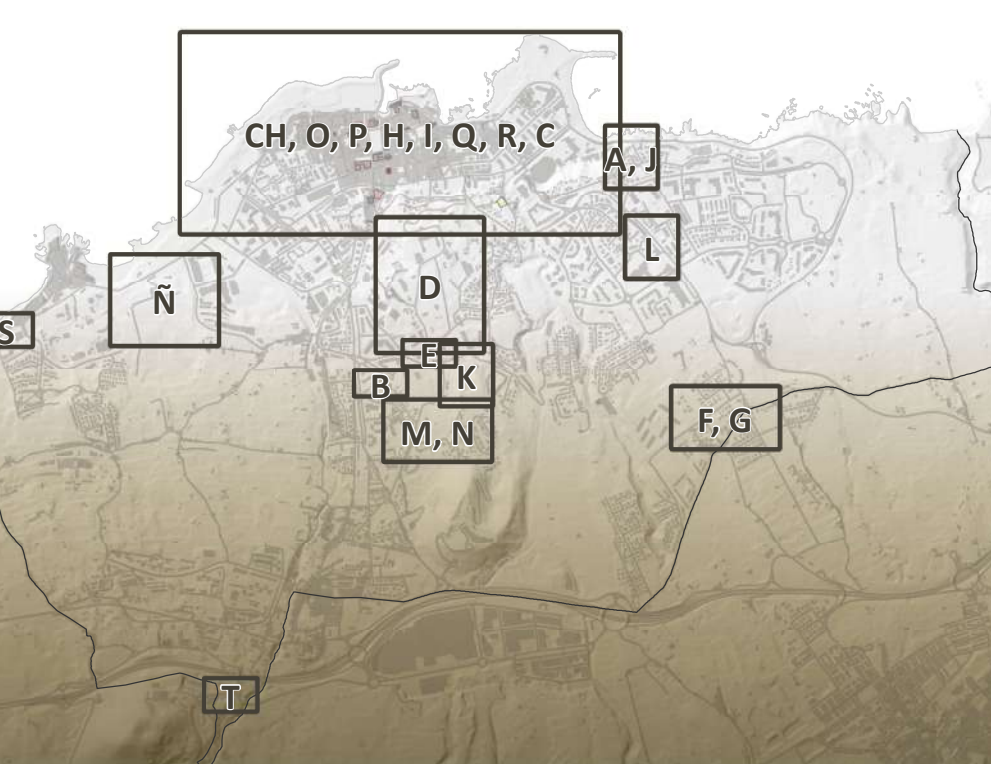 CH, O, P, H, I, Q, R, C
A, J
L
D
Ñ
S
E
K
B
F, G
M, N
T